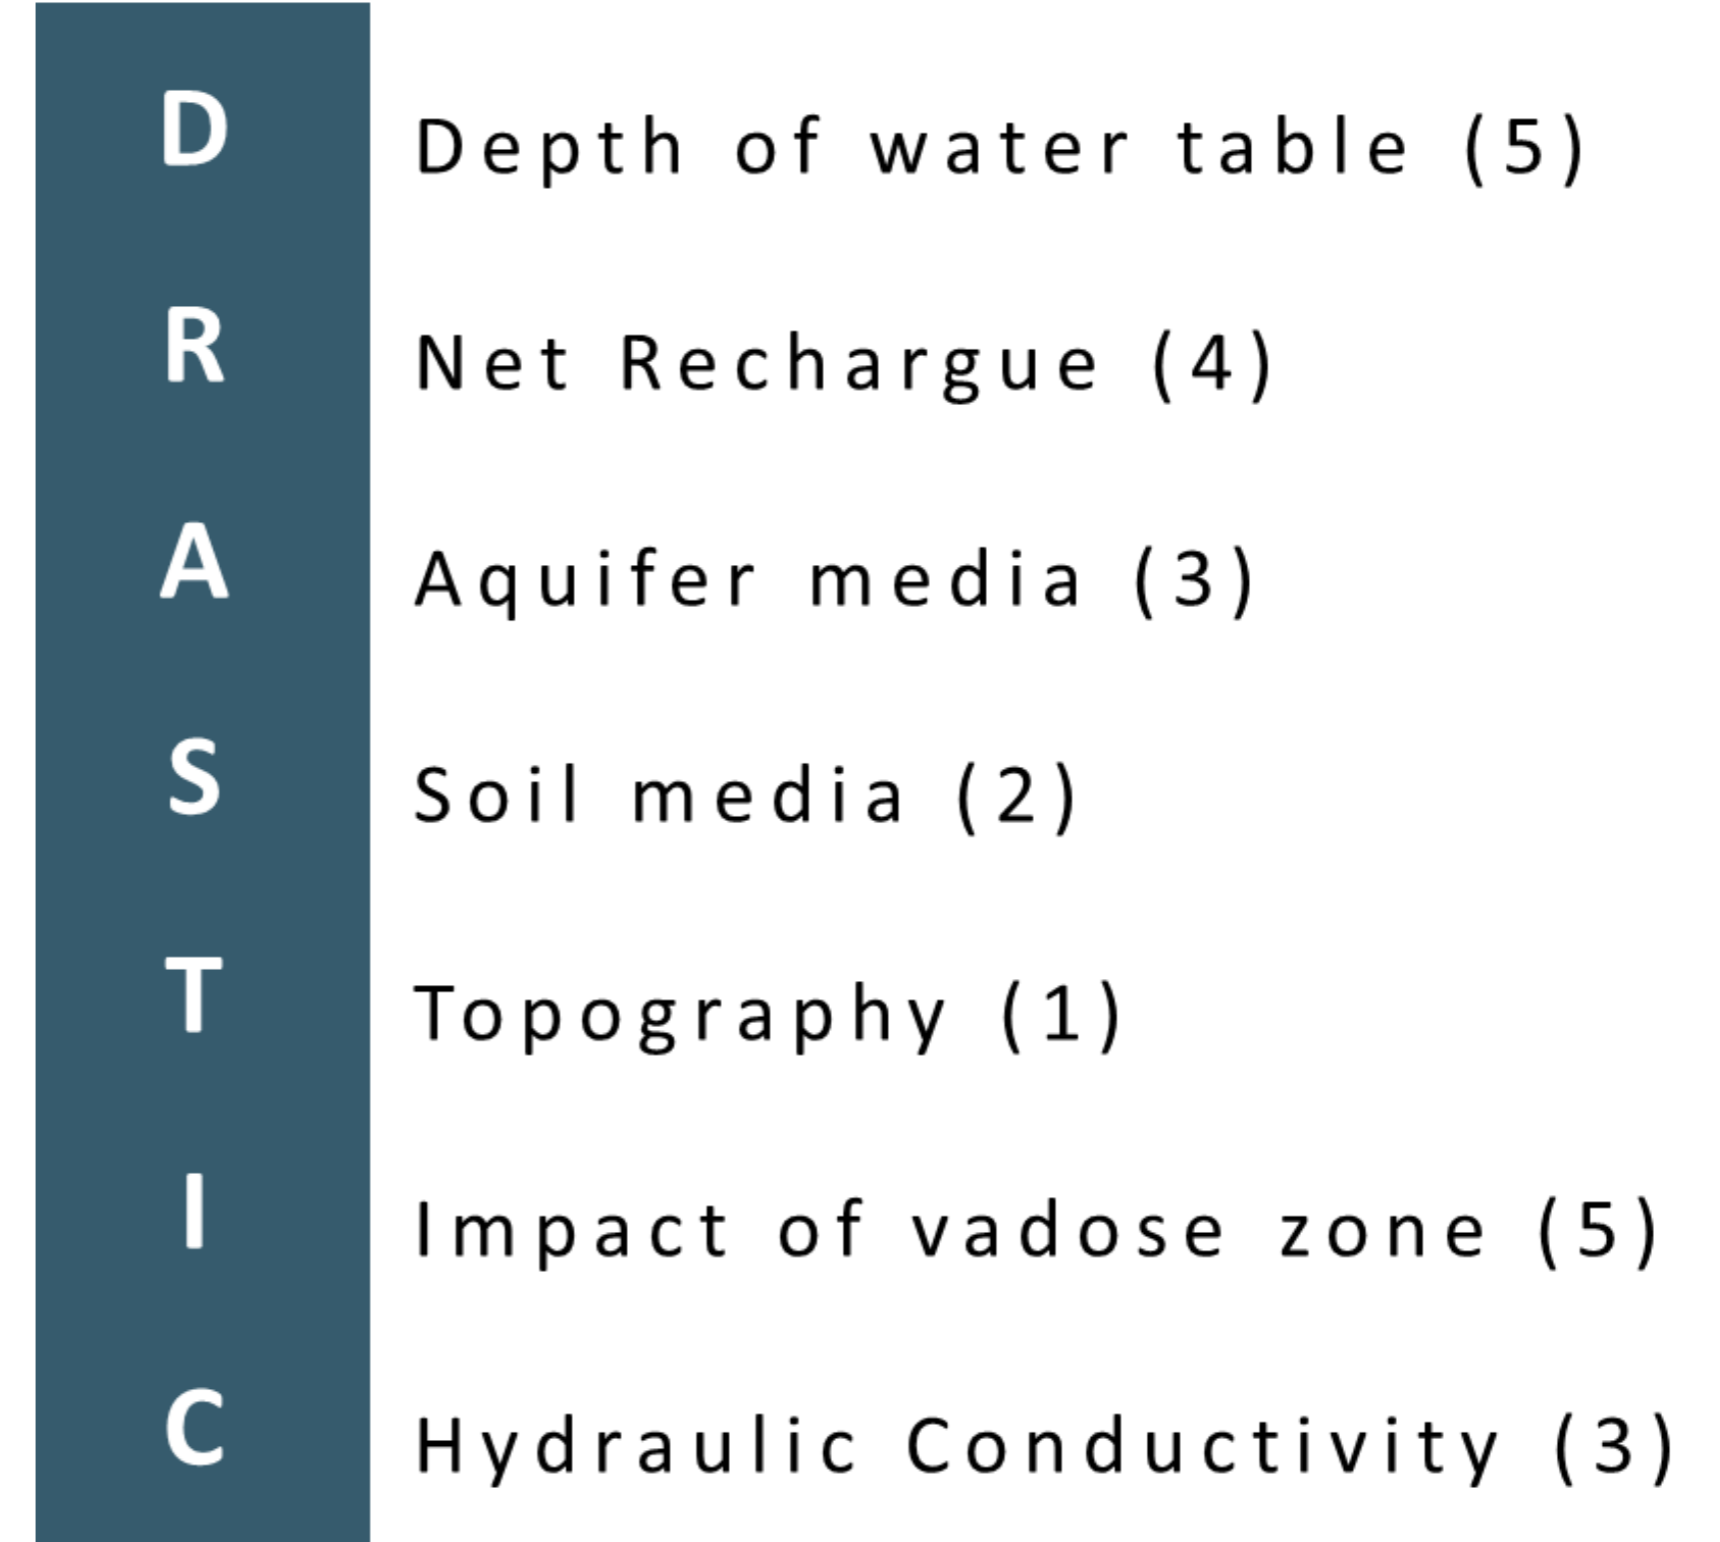 D
Depth of water table (5)
R
Net Rechargue (4)
A
Aquifer media (3)
S
Soil media (2)
T
Topography (1)
I
Impact of vadose zone (5)
C
Hydraulic Conductivity (3)